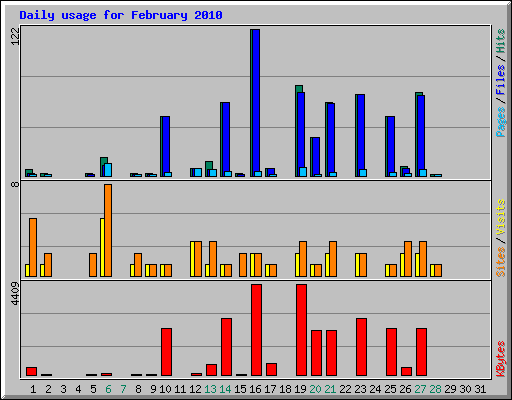 Daily usage for February 2010
122
Pages / Files / Hits
8
Sites / Visits
4409
KBytes
1 2 3 4 5 6 7 8 9 10 11 12 13 14 15 16 17 18 19 20 21 22 23 24 25 26 27 28 29 30 31